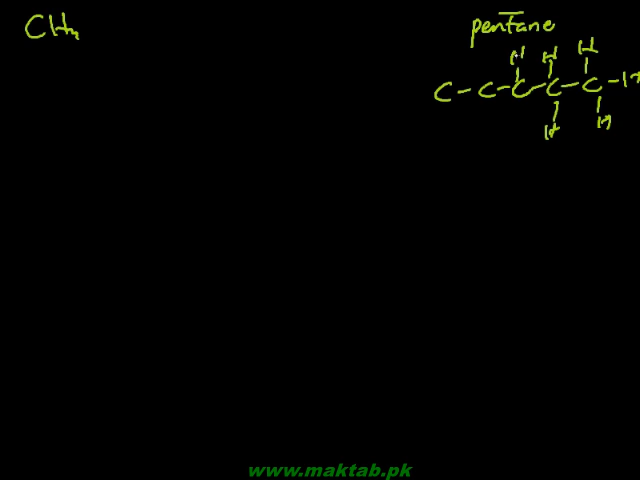 CH₄
pentane
H H H
C - C - C - C - C - H
H H
www.maktab.pk